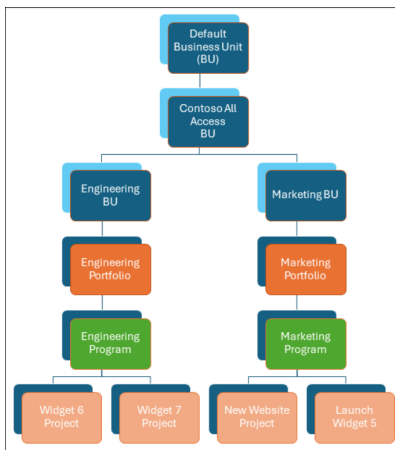 Default
Business Unit
(BU)
Contoso All
Access
BU
Engineering
BU
Marketing BU
Engineering
Portfolio
Marketing
Portfolio
Engineering
Program
Marketing
Program
Widget 6
Project
Widget 7
Project
New Website
Project
Launch
Widget 5